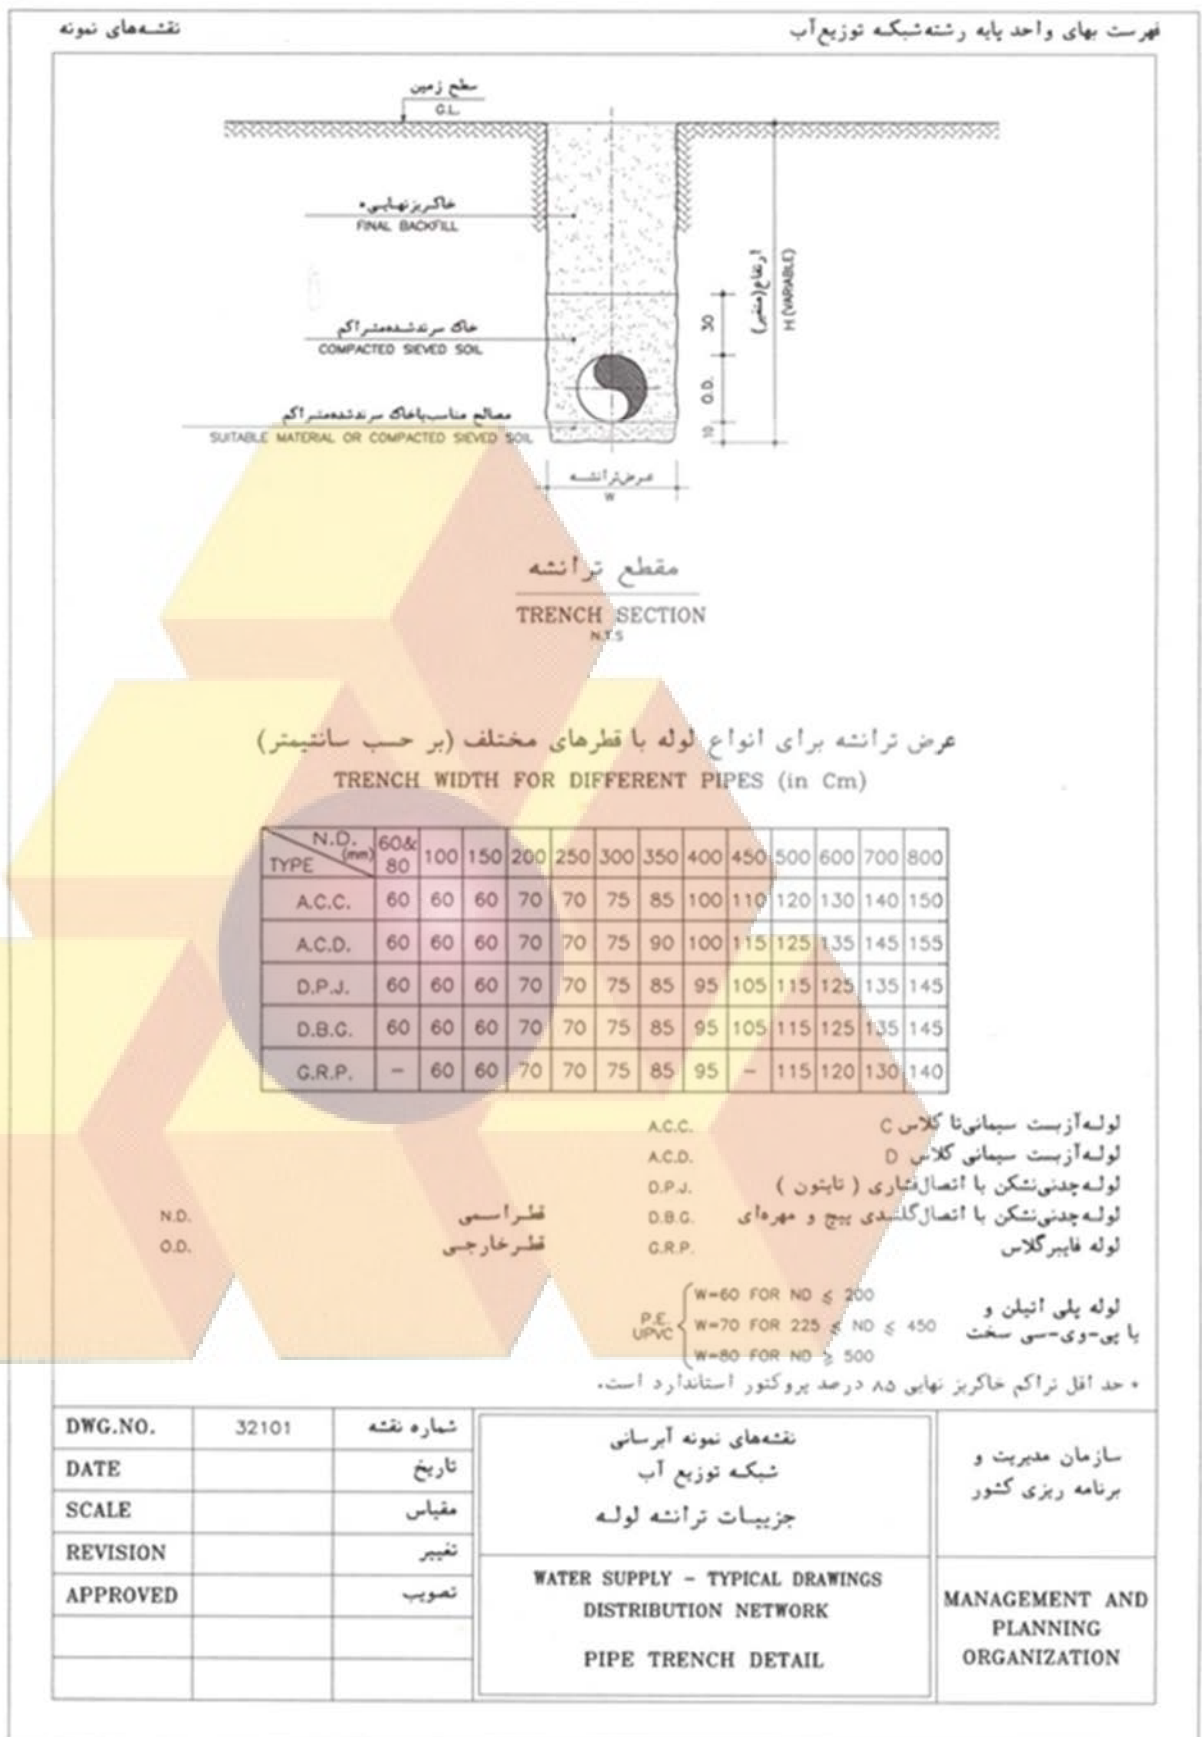 فهرست بهای واحد پایه رشته شبکه توزیع آب
نقشه‌های نمونه
سطح زمین
G.L.
خاکریز نهایی*
FINAL BACKFILL
خاک سرند شده متراکم
COMPACTED SIEVED SOIL
مصالح مناسب یا خاک سرند شده متراکم
SUITABLE MATERIAL OR COMPACTED SIEVED SOIL
30
O.D.
10
ارتفاع (متغیر)
H (VARIABLE)
عرض ترانشه
W
مقطع ترانشه
TRENCH SECTION
N.T.S
عرض ترانشه برای انواع لوله با قطرهای مختلف (بر حسب سانتیمتر)
TRENCH WIDTH FOR DIFFERENT PIPES (in Cm)
TYPE N.D. (mm) 60& 80 100 150 200 250 300 350 400 450 500 600 700 800
A.C.C. 60 60 60 70 70 75 85 100 110 120 130 140 150
A.C.D. 60 60 60 70 70 75 90 100 115 125 135 145 155
D.P.J. 60 60 60 70 70 75 85 95 105 115 125 135 145
D.B.G. 60 60 60 70 70 75 85 95 105 115 125 135 145
G.R.P. - 60 60 70 70 75 85 95 - 115 120 130 140
لوله آزبست سیمانی تا کلاس C A.C.C.
لوله آزبست سیمانی کلاس D A.C.D.
لوله چدنی نشکن با اتصال فشاری ( تایتون ) D.P.J.
لوله چدنی نشکن با اتصال گلندی پیچ و مهره‌ای D.B.G. قطر اسمی N.D.
لوله فایبر گلاس G.R.P. قطر خارجی O.D.
لوله پلی اتیلن و
یا پی-وی-سی سخت
P.E.
UPVC
W=60 FOR ND ⩽ 200
W=70 FOR 225 ⩽ ND ⩽ 450
W=80 FOR ND ⩾ 500
* حد اقل تراکم خاکریز نهایی ۸۵ درصد پروکتور استاندارد است.
DWG.NO. 32101 شماره نقشه
DATE تاریخ
SCALE مقیاس
REVISION تغییر
APPROVED تصویب
نقشه‌های نمونه آبرسانی
شبکه توزیع آب
جزییات ترانشه لوله
WATER SUPPLY - TYPICAL DRAWINGS
DISTRIBUTION NETWORK
PIPE TRENCH DETAIL
سازمان مدیریت و
برنامه ریزی کشور
MANAGEMENT AND
PLANNING
ORGANIZATION